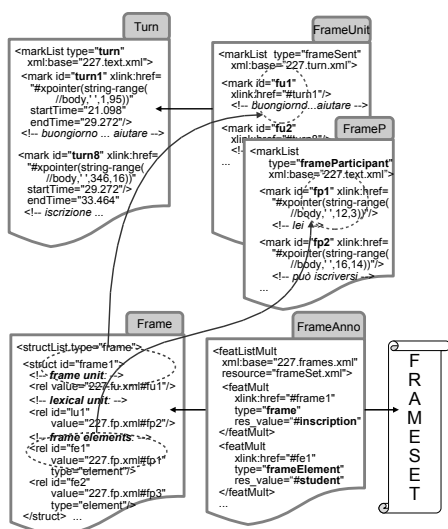 Turn
<markList type="turn"
xml:base="227.text.xml">
<mark id="turn1" xlink:href=
"#xpointer(string-range(
//body,' ',1,95))"
startTime="21.098"
endTime="29.272"/>
<!-- buongiorno ... aiutare -->
<mark id="turn8" xlink:href=
"#xpointer(string-range(
//body,' ',346,16))"
startTime="29.272"/>
endTime="33.464"
<!-- iscrizione ...
FrameUnit
<markList type="frameSent"
xml:base="227.turn.xml">
<mark id="fu1"
xlink:href="#turn1"/>
<!-- buongiorno...aiutare -->
<mark id="fu2"
...
FrameP
<markList
type="frameParticipant"
xml:base="227.text.xml">
<mark id="fp1" xlink:href=
"#xpointer(string-range(
//body,' ',12,3))"/>
<!-- lei -->
<mark id="fp2" xlink:href=
"#xpointer(string-range(
//body,' ',16,14))"/>
<!-- può iscriversi -->
...
Frame
<structList type="frame">
<struct id="frame1">
<!-- frame unit: -->
<rel value="227.fu.xml#fu1"/>
<!-- lexical unit: -->
<rel id="lu1"
value="227.fp.xml#fp2"/>
<!-- frame elements: -->
<rel id="fe1"
value="227.fp.xml#fp1"
type="element"/>
<rel id="fe2"
value="227.fp.xml#fp3"
type="element"/>
</struct> ...
FrameAnno
<featListMult
xml:base="227.frames.xml"
resource="frameSet.xml">
<featMult
xlink:href="#frame1"
type="frame"
res_value="#inscription"
</featMult>
<featMult
xlink:href="#fe1"
type="frameElement"
res_value="#student"
</featMult>
...
F
R
A
M
E
S
E
T